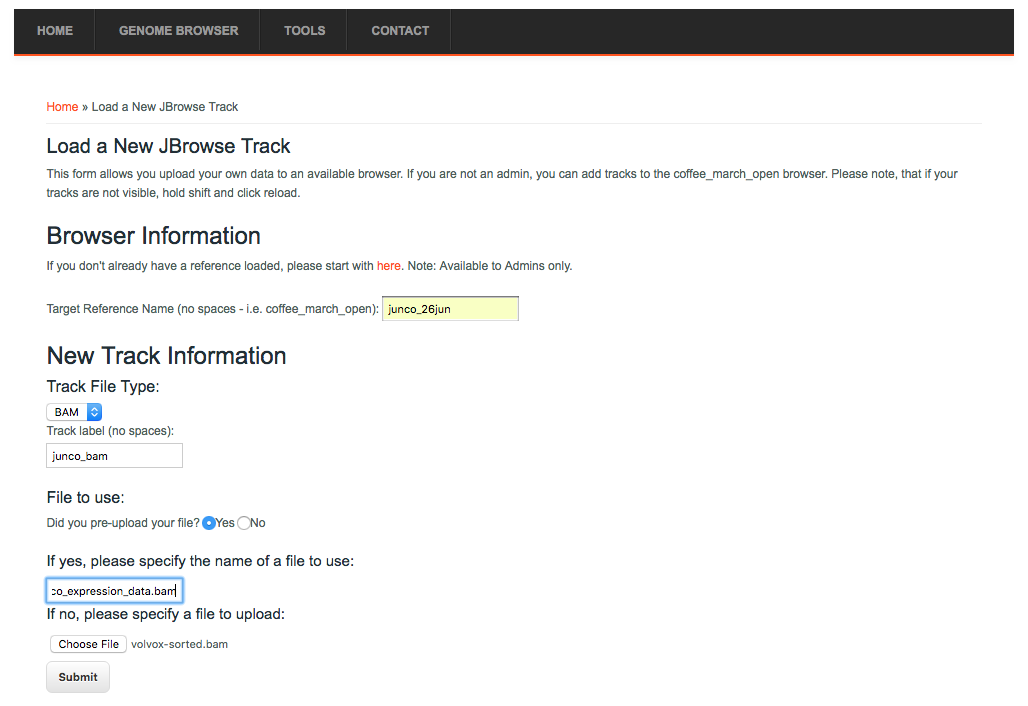 HOME GENOME BROWSER TOOLS CONTACT
Home » Load a New JBrowse Track
Load a New JBrowse Track
This form allows you upload your own data to an available browser. If you are not an admin, you can add tracks to the coffee_march_open browser. Please note, that if your
tracks are not visible, hold shift and click reload.
Browser Information
If you don't already have a reference loaded, please start with here. Note: Available to Admins only.
Target Reference Name (no spaces - i.e. coffee_march_open): junco_26jun
New Track Information
Track File Type:
BAM
Track label (no spaces):
junco_bam
File to use:
Did you pre-upload your file? Yes No
If yes, please specify the name of a file to use:
co_expression_data.bam
If no, please specify a file to upload:
Choose File volvox-sorted.bam
Submit